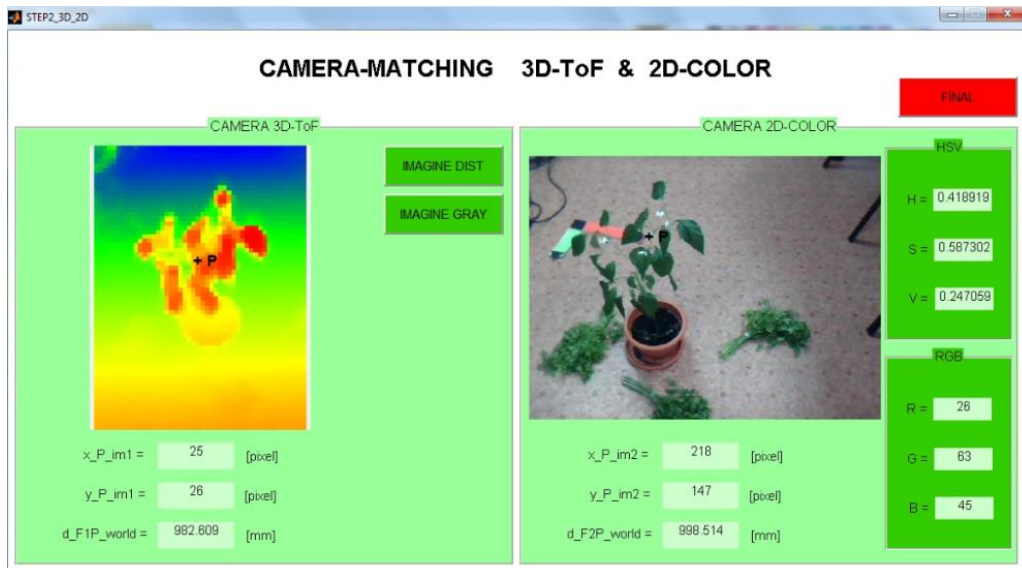 STEP2_3D_2D
CAMERA-MATCHING 3D-ToF & 2D-COLOR
FINAL
CAMERA 3D-ToF
IMAGINE DIST
IMAGINE GRAY
+ P
x_P_im1 = 25 [pixel]
y_P_im1 = 26 [pixel]
d_F1P_world = 982.609 [mm]
CAMERA 2D-COLOR
+ P
x_P_im2 = 218 [pixel]
y_P_im2 = 147 [pixel]
d_F2P_world = 998.514 [mm]
HSV
H = 0.418919
S = 0.587302
V = 0.247059
RGB
R = 26
G = 63
B = 45